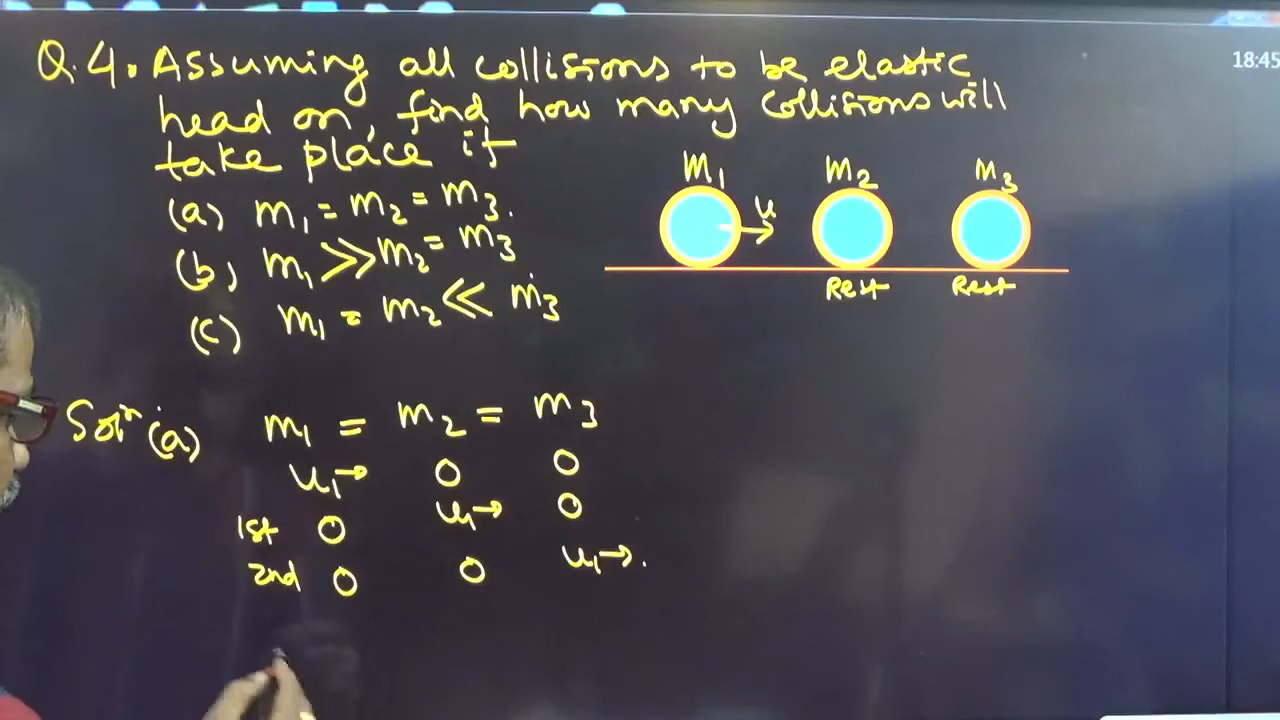 18:45
Q.4. Assuming all collisions to be elastic
head on, find how many collisions will
take place if
(a) m1 = m2 = m3.
(b) m1 >> m2 = m3
(c) m1 = m2 << m3
m1 m2 m3
u
Rest Rest
Solⁿ (a) m1 = m2 = m3
u1→ 0 0
1st 0 u1→ 0
2nd 0 0 u1→.